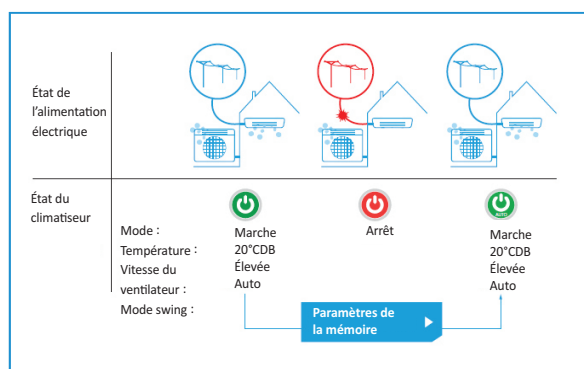 État de
l'alimentation
électrique
État du
climatiseur
Mode :
Température :
Vitesse du
ventilateur :
Mode swing :
Marche
20°CDB
Élevée
Auto
Arrêt
AUTO
Marche
20°CDB
Élevée
Auto
Paramètres de
la mémoire